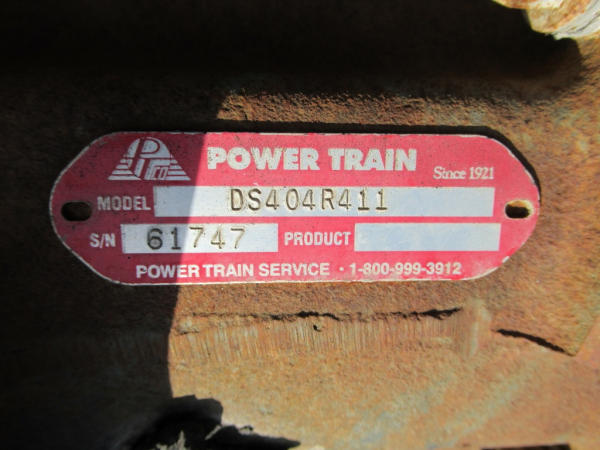 PTCO POWER TRAIN
Since 1921
MODEL DS404R411
S/N 61747 PRODUCT
POWER TRAIN SERVICE · 1-800-999-3912